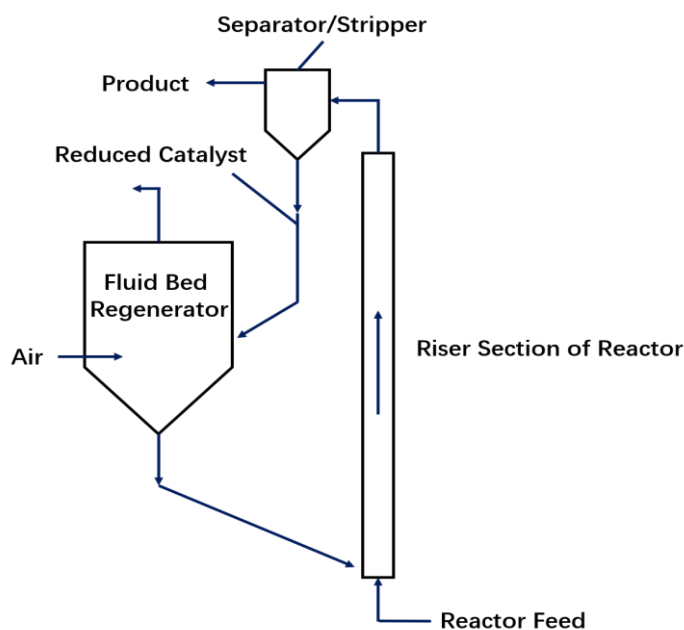 Separator/Stripper
Product
Reduced Catalyst
Fluid Bed
Regenerator
Riser Section of Reactor
Air
Reactor Feed